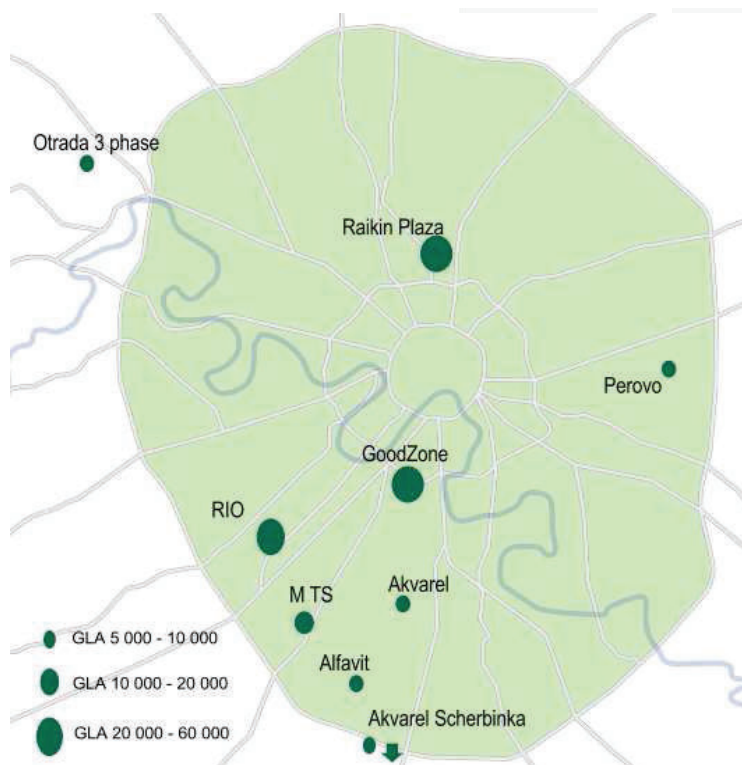 Otrada 3 phase
Raikin Plaza
Perovo
GoodZone
RIO
M TS
Akvarel
Alfavit
Akvarel Scherbinka
GLA 5 000 - 10 000
GLA 10 000 - 20 000
GLA 20 000 - 60 000